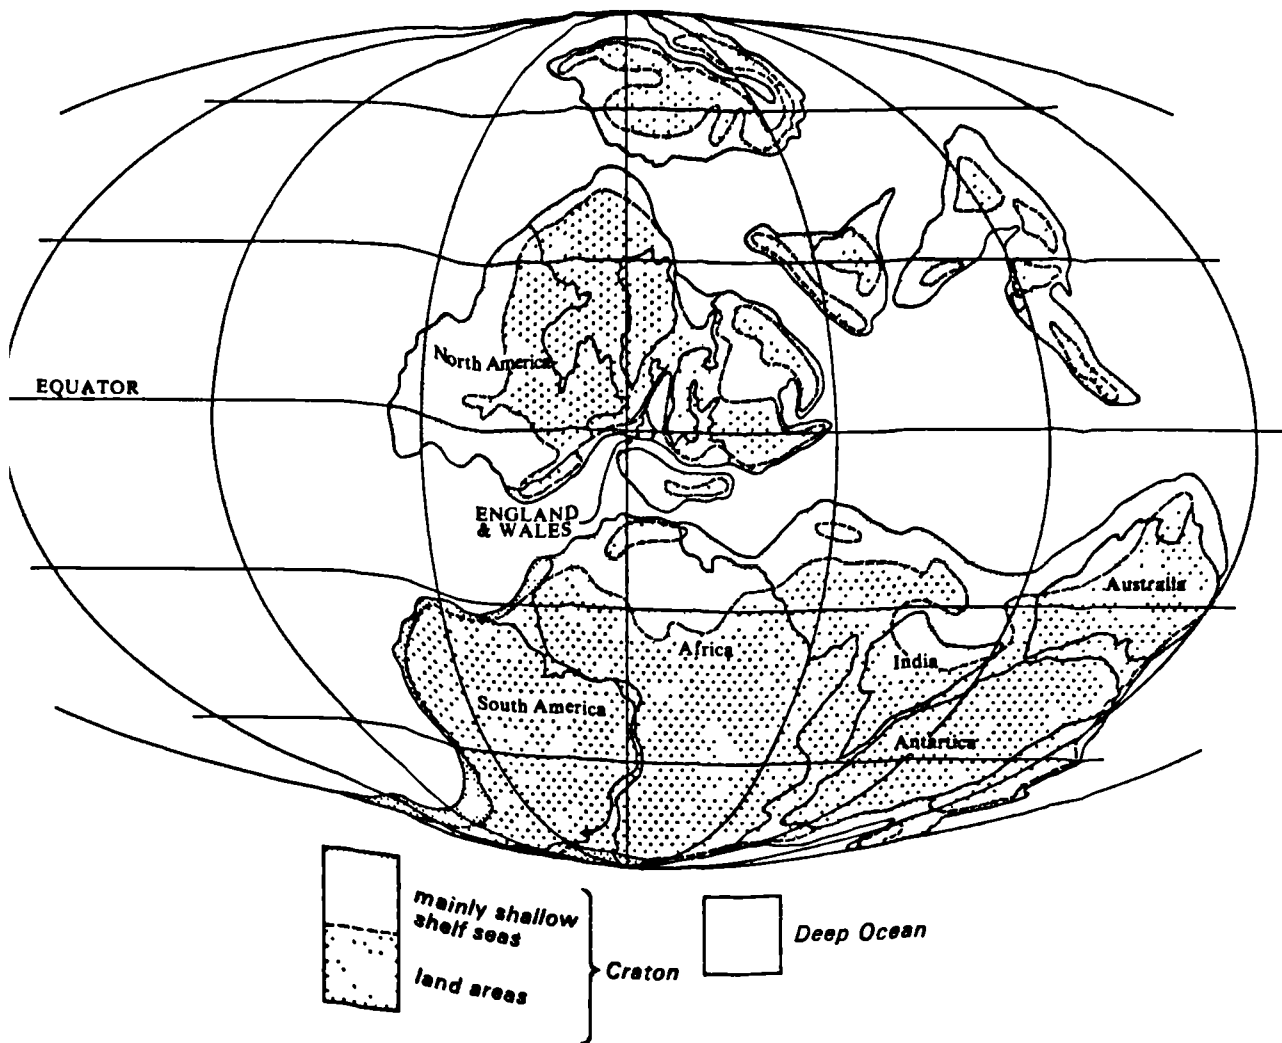 North America
EQUATOR
ENGLAND
& WALES
Australia
Africa
India
South America
Antartica
mainly shallow
shelf seas
land areas
Craton
Deep Ocean